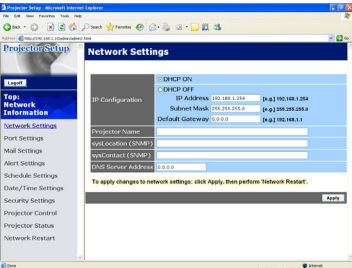 Projector Setup - Microsoft Internet Explorer
File Edit View Favorites Tools Help
Back Search Favorites
Go
Projector Setup
Logoff
Top:
Network
Information
Network Settings
Port Settings
Mail Settings
Alert Settings
Schedule Settings
Date/Time Settings
Security Settings
Projector Control
Projector Status
Network Restart
Network Settings
IP Configuration
DHCP ON
DHCP OFF
IP Address 192.168.1.254 [e.g.] 192.168.1.254
Subnet Mask 255.255.255.0 [e.g.] 255.255.255.0
Default Gateway 0.0.0.0 [e.g.] 192.168.1.1
Projector Name
sysLocation (SNMP)
sysContact (SNMP)
DNS Server Address 0.0.0.0
To apply changes to network settings: click Apply, then perform 'Network Restart'.
Apply
Done
Internet